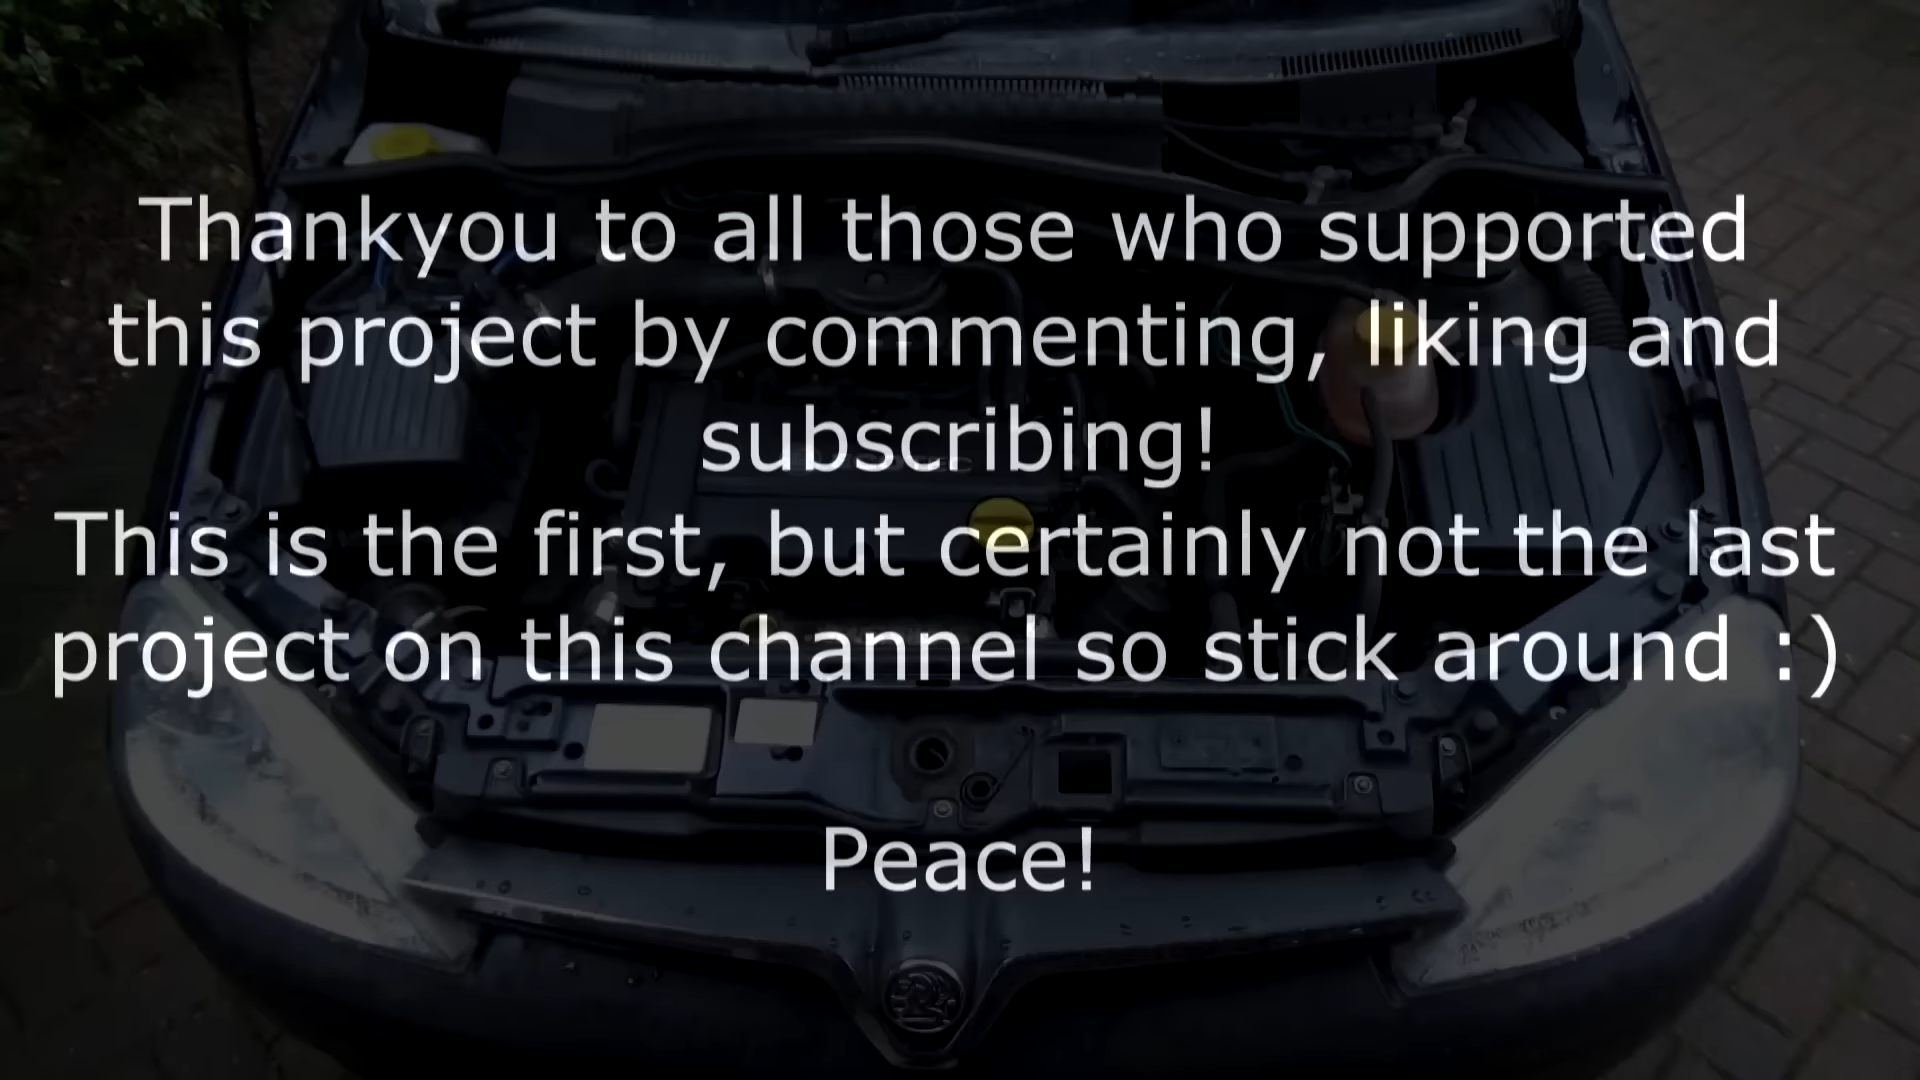 Thankyou to all those who supported
this project by commenting, liking and
subscribing!
This is the first, but certainly not the last
project on this channel so stick around :)
Peace!